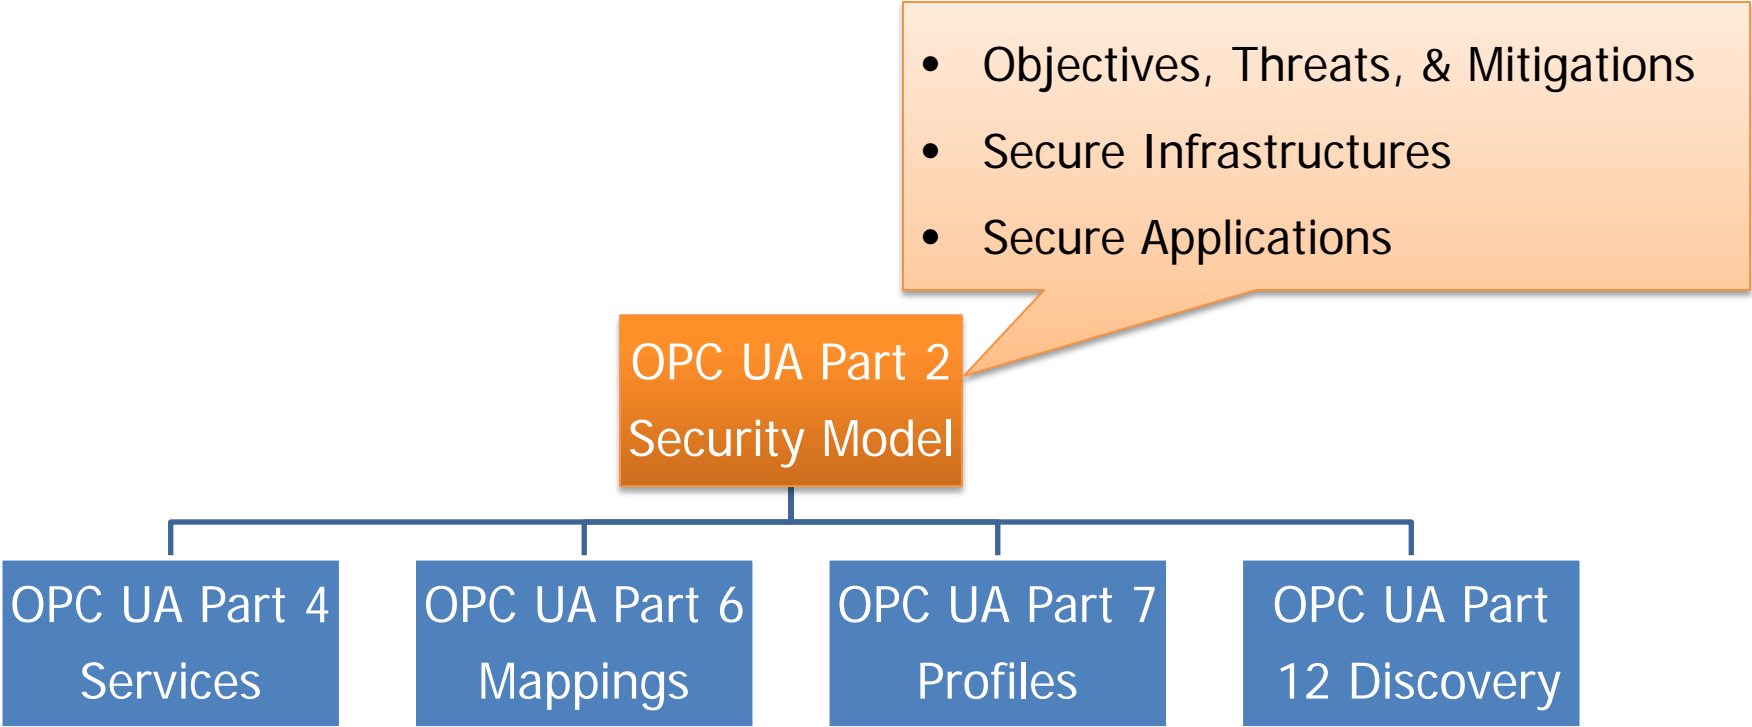 • Objectives, Threats, & Mitigations
• Secure Infrastructures
• Secure Applications
OPC UA Part 2
Security Model
OPC UA Part 4
Services
OPC UA Part 6
Mappings
OPC UA Part 7
Profiles
OPC UA Part
12 Discovery